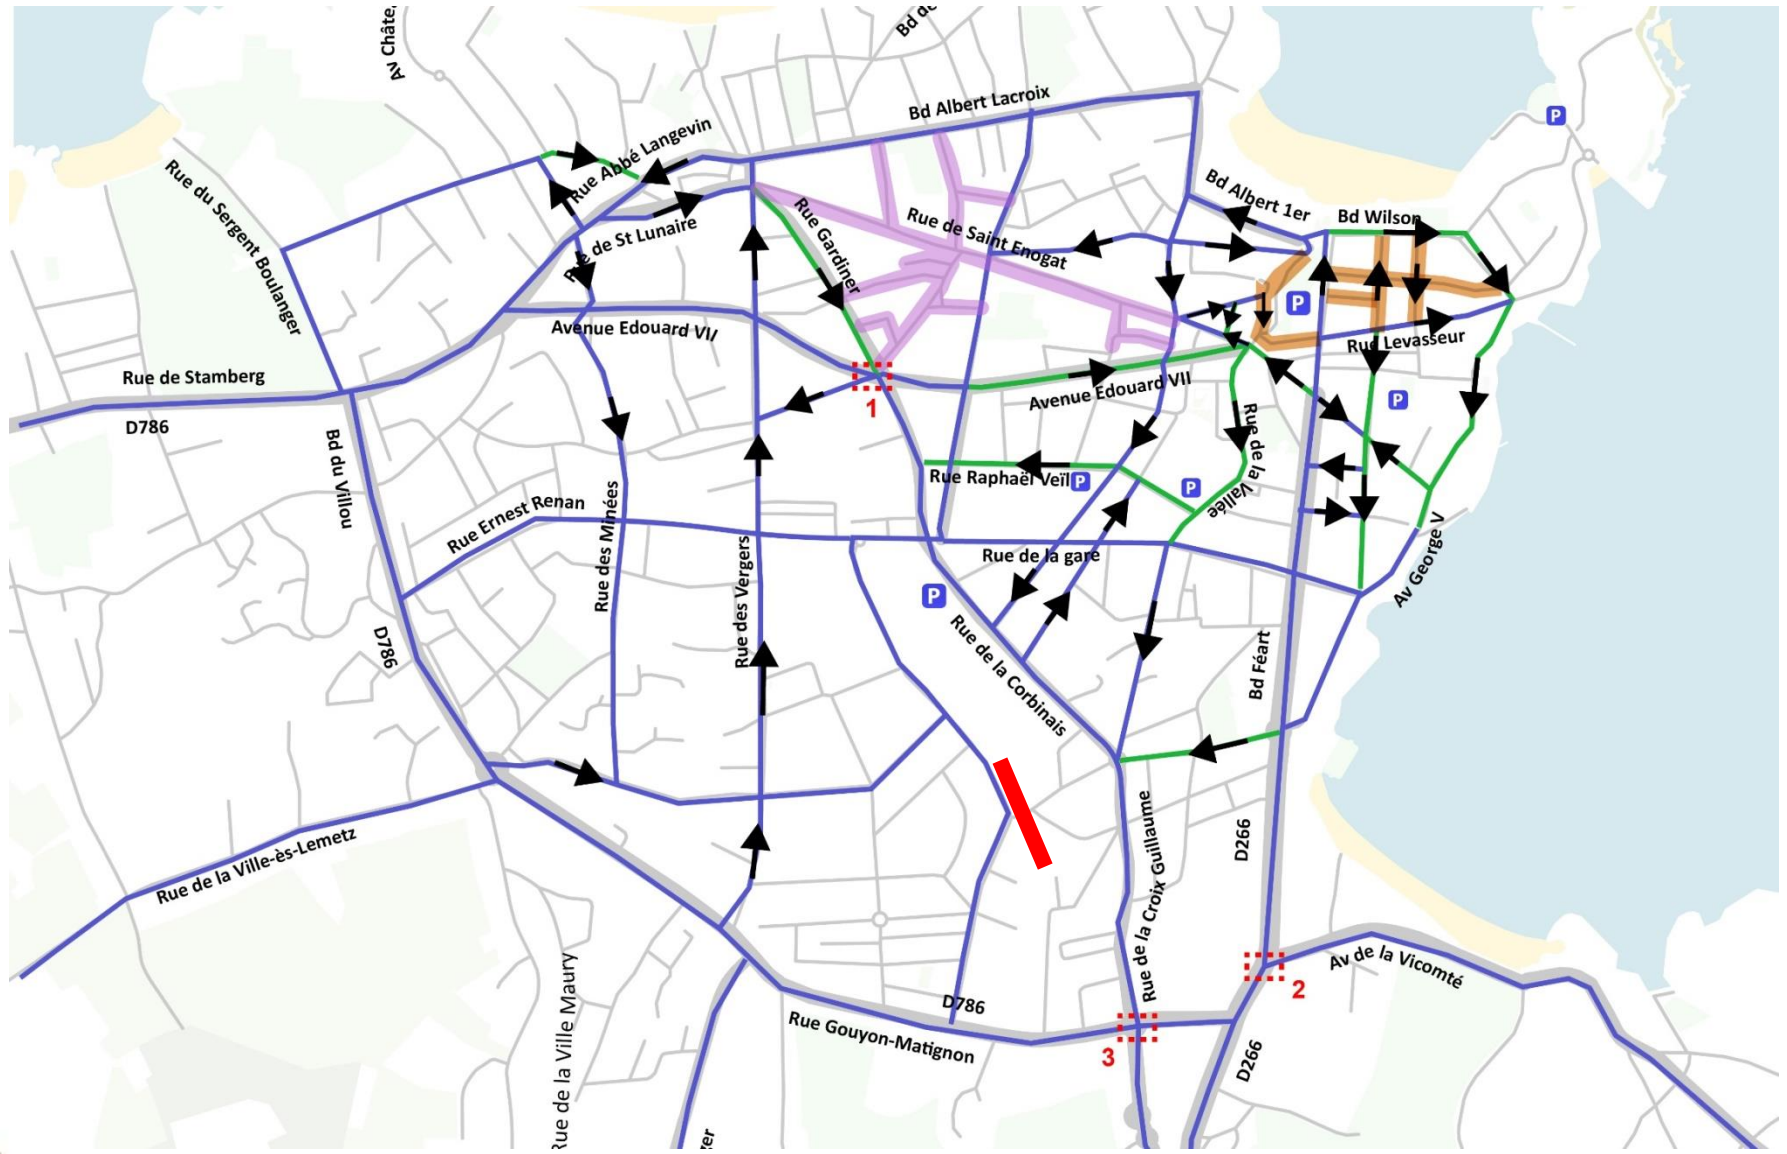 Av Châte
Bd de
Bd Albert Lacroix
Rue Abbé Langevin
Rue du Sergent Boulanger
Rue de St Lunaire
Rue Gardiner
Rue de Saint Enogat
Bd Albert 1er
Bd Wilson
P
P
Rue Levasseur
Avenue Edouard VII
Avenue Edouard VII
Rue de Stamberg
D786
1
P
Bd du Villou
Rue Raphaël Veïl
P
P
Rue de la Vallée
Rue Ernest Renan
Rue des Minées
Rue des Vergers
Rue de la gare
Av George V
P
D786
Rue de la Corbinais
Bd Féart
Rue de la Ville-ès-Lemetz
Rue de la Croix Guillaume
D266
Rue de la Ville Maury
D786
Rue Gouyon-Matignon
Av de la Vicomté
2
3
D266
ger